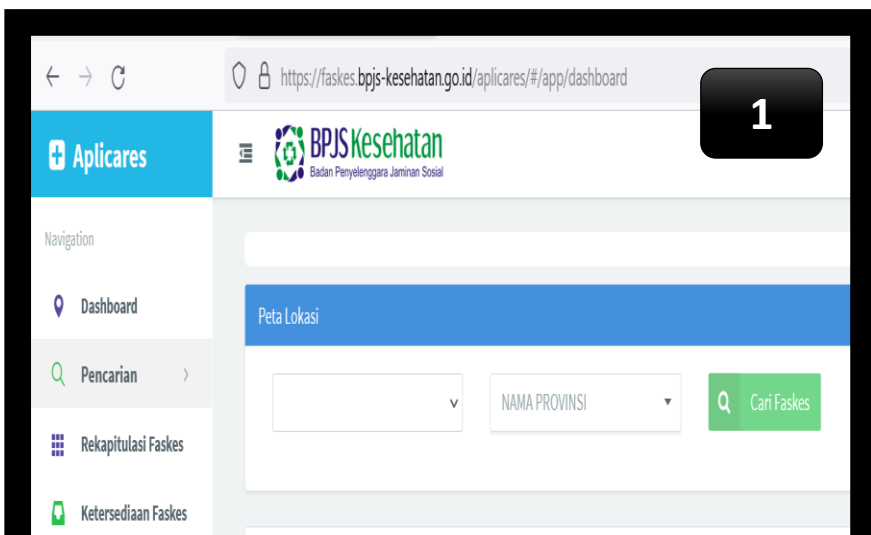 https://faskes.bpjs-kesehatan.go.id/aplicares/#/app/dashboard
1
Aplicares
BPJS Kesehatan
Badan Penyelenggara Jaminan Sosial
Navigation
Dashboard
Peta Lokasi
Pencarian
NAMA PROVINSI
Cari Faskes
Rekapitulasi Faskes
Ketersediaan Faskes